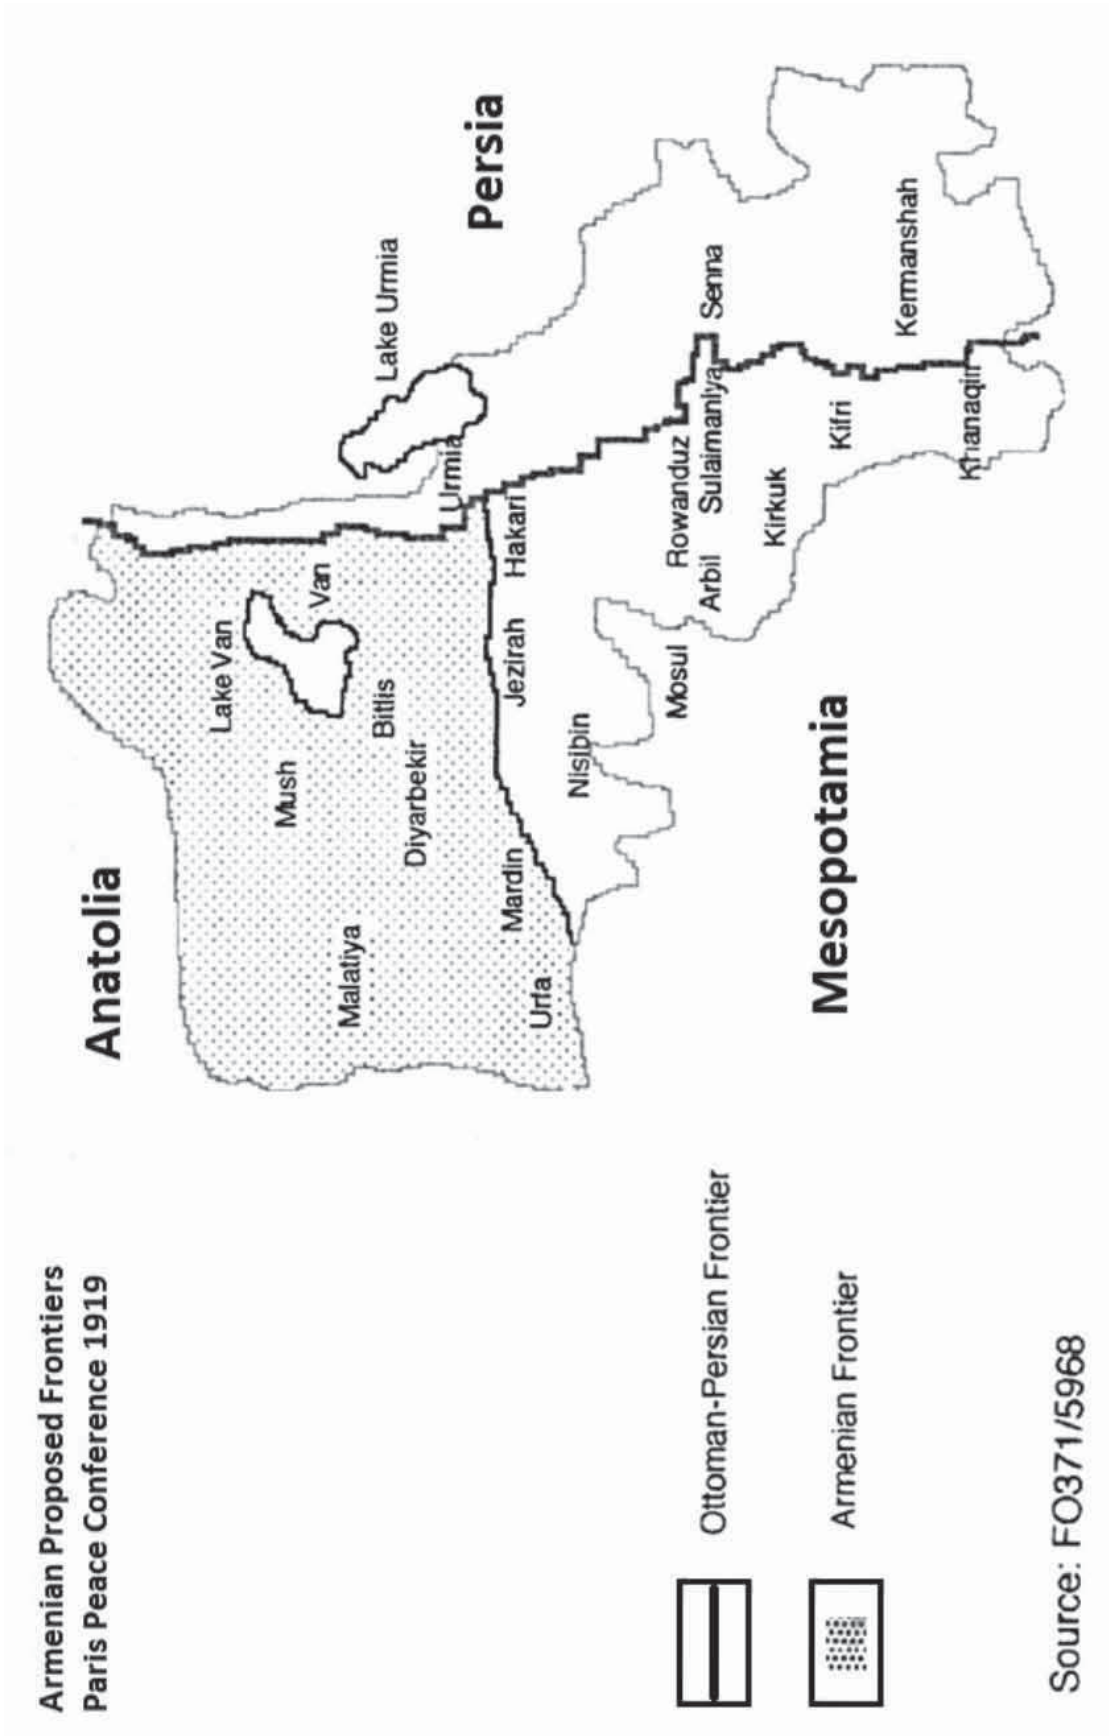 Armenian Proposed Frontiers
Paris Peace Conference 1919
Anatolia
Persia
Mesopotamia
Lake Van
Van
Mush
Bitlis
Malatiya
Diyarbekir
Mardin
Urfa
Lake Urmia
Urmia
Hakari
Jezirah
Nisibin
Mosul
Rowanduz
Arbil
Sulaimaniya
Senna
Kirkuk
Kifri
Kermanshah
Khanaqin
Ottoman-Persian Frontier
Armenian Frontier
Source: FO371/5968